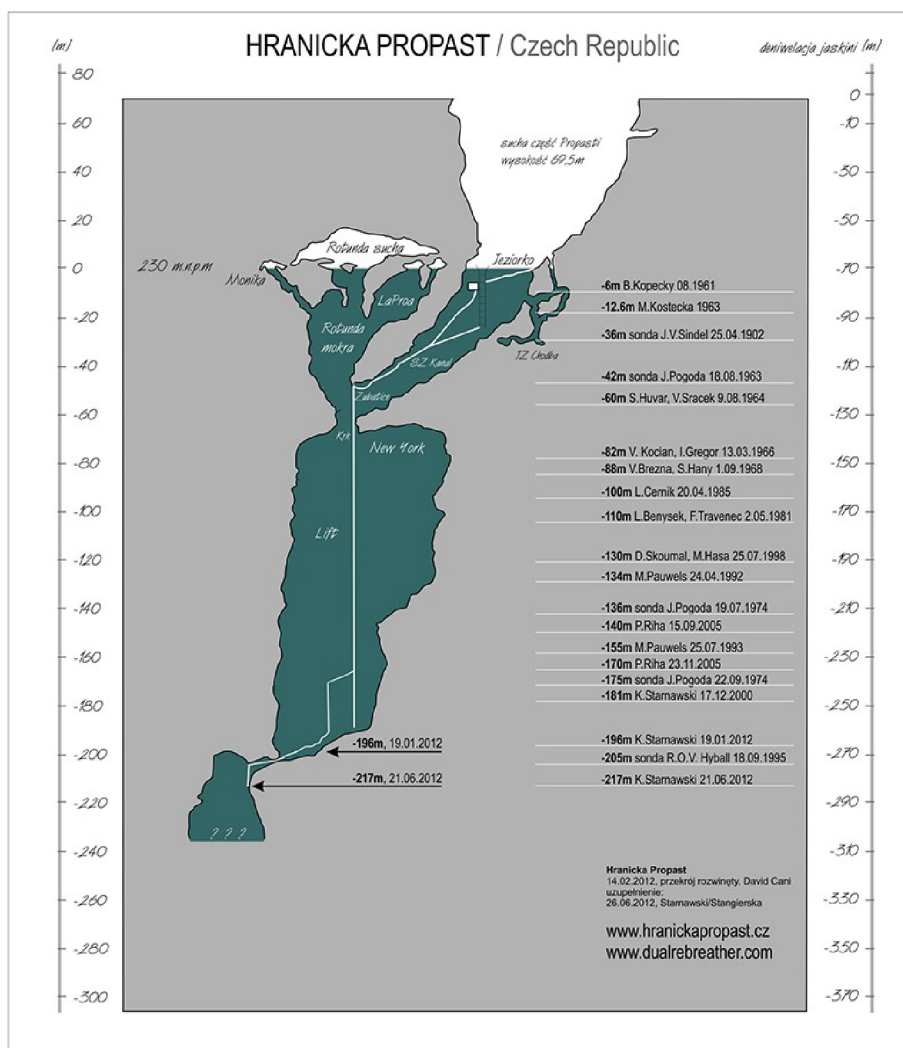 HRANICKA PROPAST / Czech Republic
(m)
deniwelacja jaskini (m)
80
60
40
20
0
-20
-40
-60
-80
-100
-120
-140
-160
-180
-200
-220
-240
-260
-280
-300
0
-10
-30
-50
-70
-90
-110
-130
-150
-170
-190
-210
-230
-250
-270
-290
-310
-330
-350
-370
sucha część Propasti
wysokość 69,5m
Rotunda sucha
Jeziorko
230 m.n.p.m
Monika
LaProa
Rotunda
mokra
SZ Kanal
JZ Chodba
Zubatice
Krk
New York
Lift
-6m B.Kopecky 08.1961
-12.6m M.Kostecka 1963
-36m sonda J.V.Sindel 25.04.1902
-42m sonda J.Pogoda 18.08.1963
-60m S.Huvar, V.Sracek 9.08.1964
-82m V. Kocian, I.Gregor 13.03.1966
-88m V.Brezna, S.Hany 1.09.1968
-100m L.Cernik 20.04.1985
-110m L.Benysek, F.Travenec 2.05.1981
-130m D.Skoumal, M.Hasa 25.07.1998
-134m M.Pauwels 24.04.1992
-136m sonda J.Pogoda 19.07.1974
-140m P.Riha 15.09.2005
-155m M.Pauwels 25.07.1993
-170m P.Riha 23.11.2005
-175m sonda J.Pogoda 22.09.1974
-181m K.Starnawski 17.12.2000
-196m K.Starnawski 19.01.2012
-205m sonda R.O.V. Hyball 18.09.1995
-217m K.Starnawski 21.06.2012
-196m, 19.01.2012
-217m, 21.06.2012
? ? ?
Hranicka Propast
14.02.2012, przekrój rozwinęty, David Cani
uzupełnienie:
26.06.2012, Starnawski/Stangierska
www.hranickapropast.cz
www.dualrebreather.com